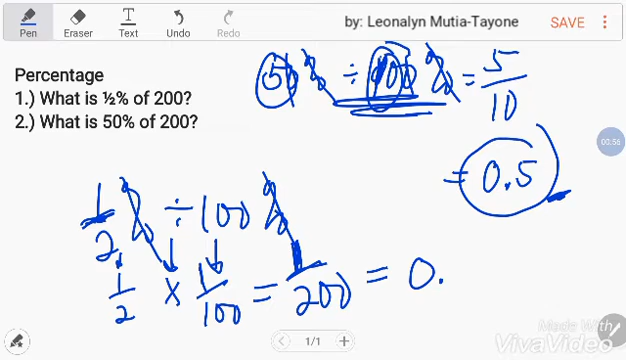 by: Leonalyn Mutia-Tayone
SAVE
Pen
Eraser
Text
Undo
Redo
Percentage
1.) What is ½% of 200?
2.) What is 50% of 200?
50% ÷ 100% = 5/10
= 0.5
00:56
1/2 % ÷ 100 %
1/2 x 1/100 = 1/200 = 0.
1/1
Made With
VivaVideo